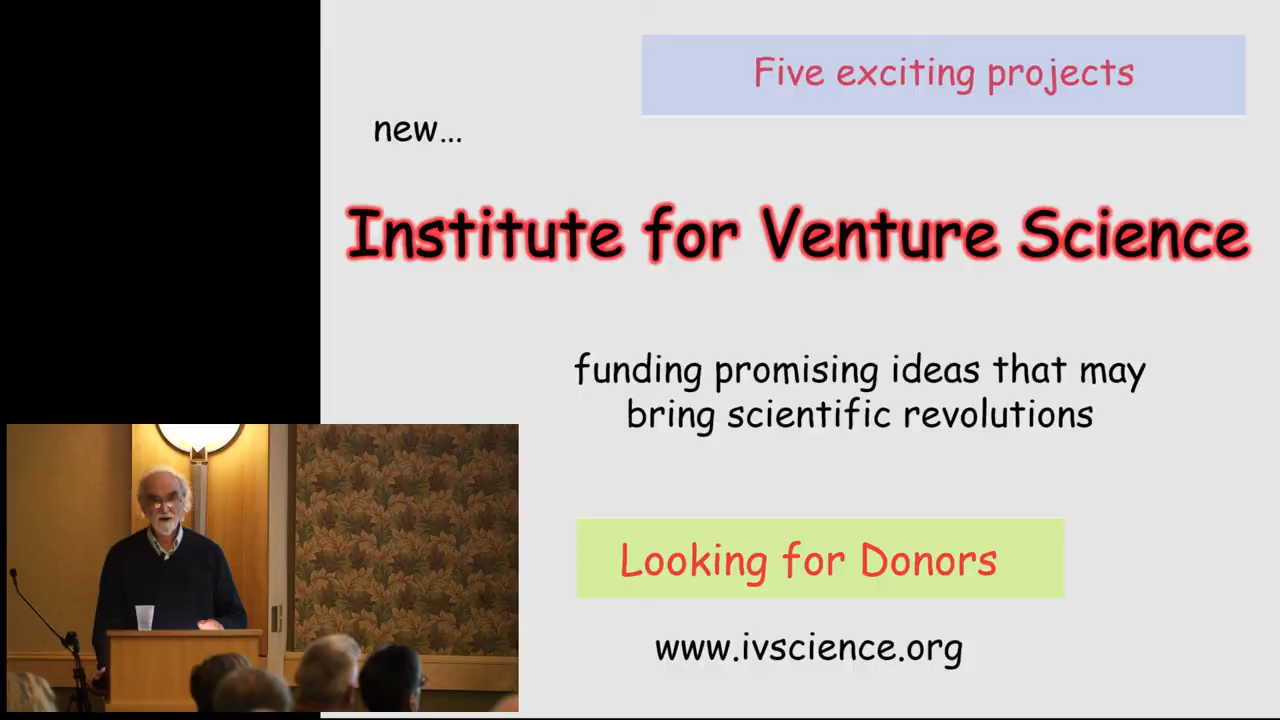 Five exciting projects
new...
Institute for Venture Science
funding promising ideas that may
bring scientific revolutions
Looking for Donors
www.ivscience.org